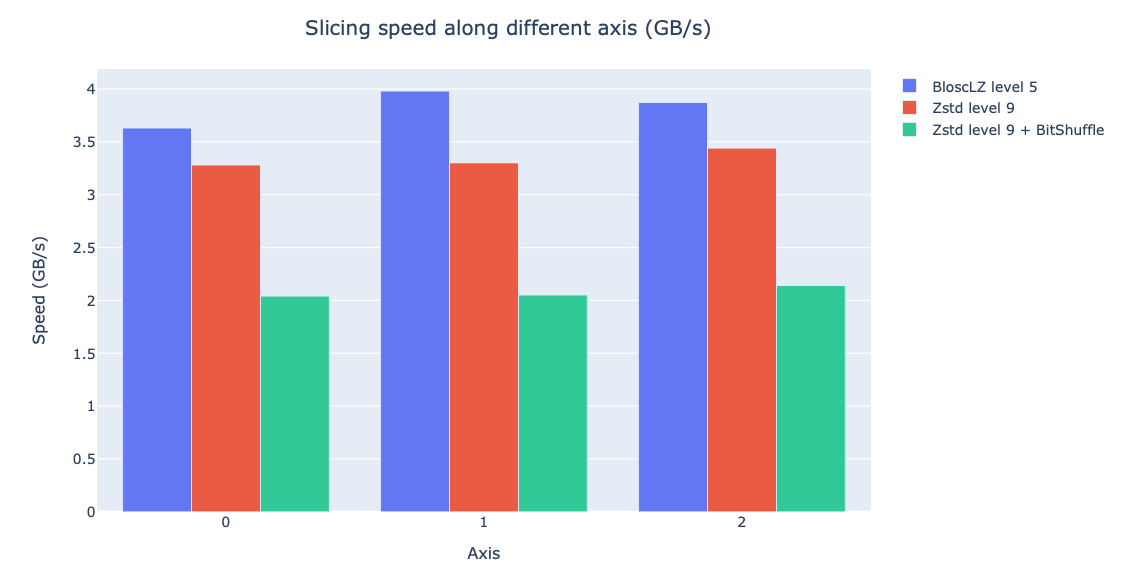 Slicing speed along different axis (GB/s)
BloscLZ level 5
Zstd level 9
Zstd level 9 + BitShuffle
Speed (GB/s)
4
3.5
3
2.5
2
1.5
1
0.5
0
0 1 2
Axis